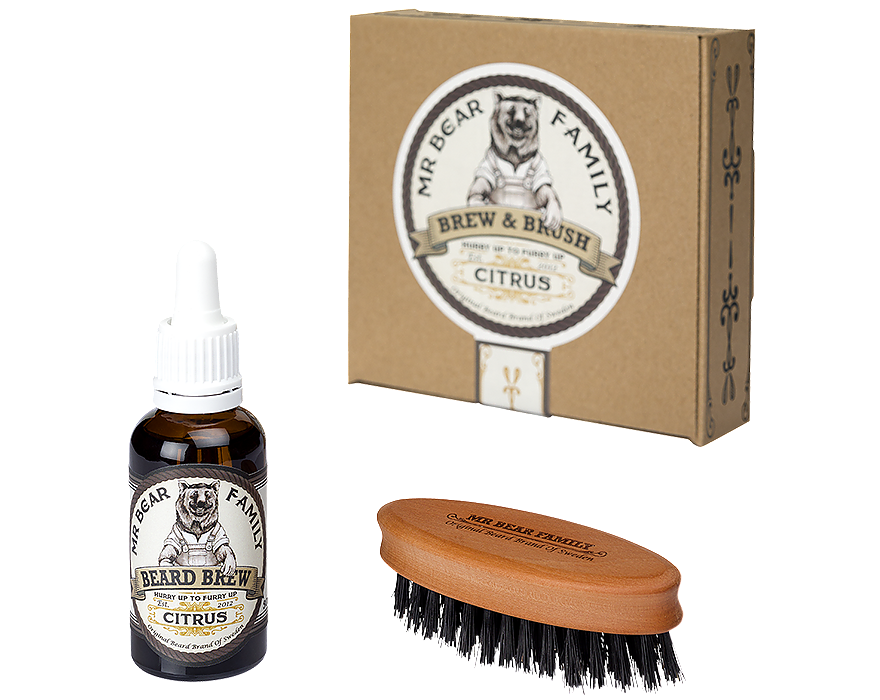 MR BEAR FAMILY
BREW & BRUSH
HURRY UP TO FURRY UP
Est. 2012
CITRUS
Original Beard Brand Of Sweden
MR BEAR FAMILY
BEARD BREW
HURRY UP TO FURRY UP
Est. 2012
CITRUS
Original Beard Brand Of Sweden
MR BEAR FAMILY
Original Beard Brand Of Sweden